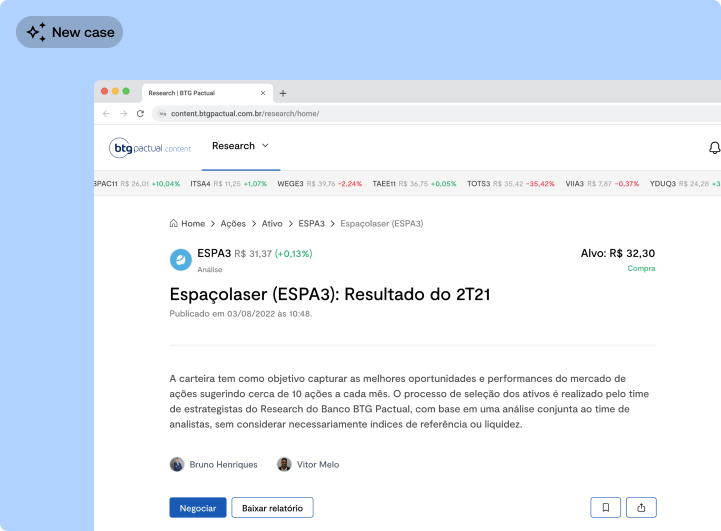 New case
Research | BTG Pactual
content.btgpactual.com.br/research/home/
btgpactual content
Research
SPAC11 R$ 26,01 +10,04% ITSA4 R$ 11,25 +1,07% WEGE3 R$ 39,76 -2,24% TAEE11 R$ 36,75 +0,05% TOTS3 R$ 35,42 -35,42% VIIA3 R$ 7,87 -0,37% YDUQ3 R$ 24,28 +3
Home > Ações > Ativo > ESPA3 > Espaçolaser (ESPA3)
ESPA3 R$ 31,37 (+0,13%)
Alvo: R$ 32,30
Análise
Compra
Espaçolaser (ESPA3): Resultado do 2T21
Publicado em 03/08/2022 às 10:48.
A carteira tem como objetivo capturar as melhores oportunidades e performances do mercado de
ações sugerindo cerca de 10 ações a cada mês. O processo de seleção dos ativos é realizado pelo time
de estrategistas do Research do Banco BTG Pactual, com base em uma análise conjunta ao time de
analistas, sem considerar necessariamente índices de referência ou liquidez.
Bruno Henriques Vitor Melo
Negociar Baixar relatório